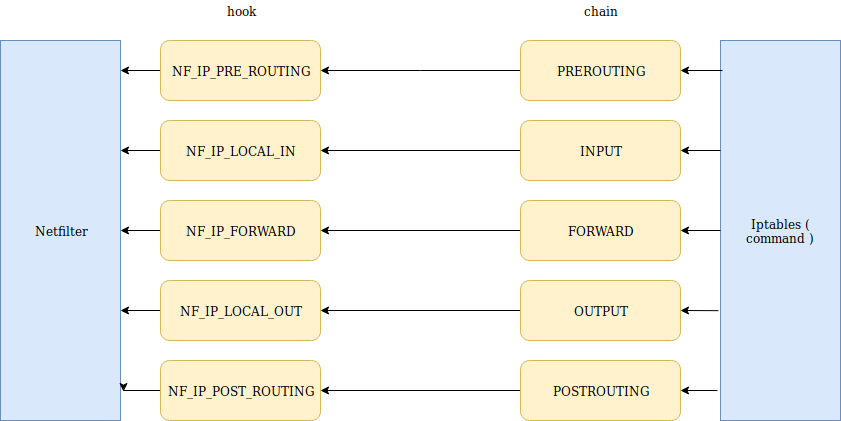 hook
chain
NF_IP_PRE_ROUTING
PREROUTING
NF_IP_LOCAL_IN
INPUT
Netfilter
NF_IP_FORWARD
FORWARD
Iptables (
command )
NF_IP_LOCAL_OUT
OUTPUT
NF_IP_POST_ROUTING
POSTROUTING